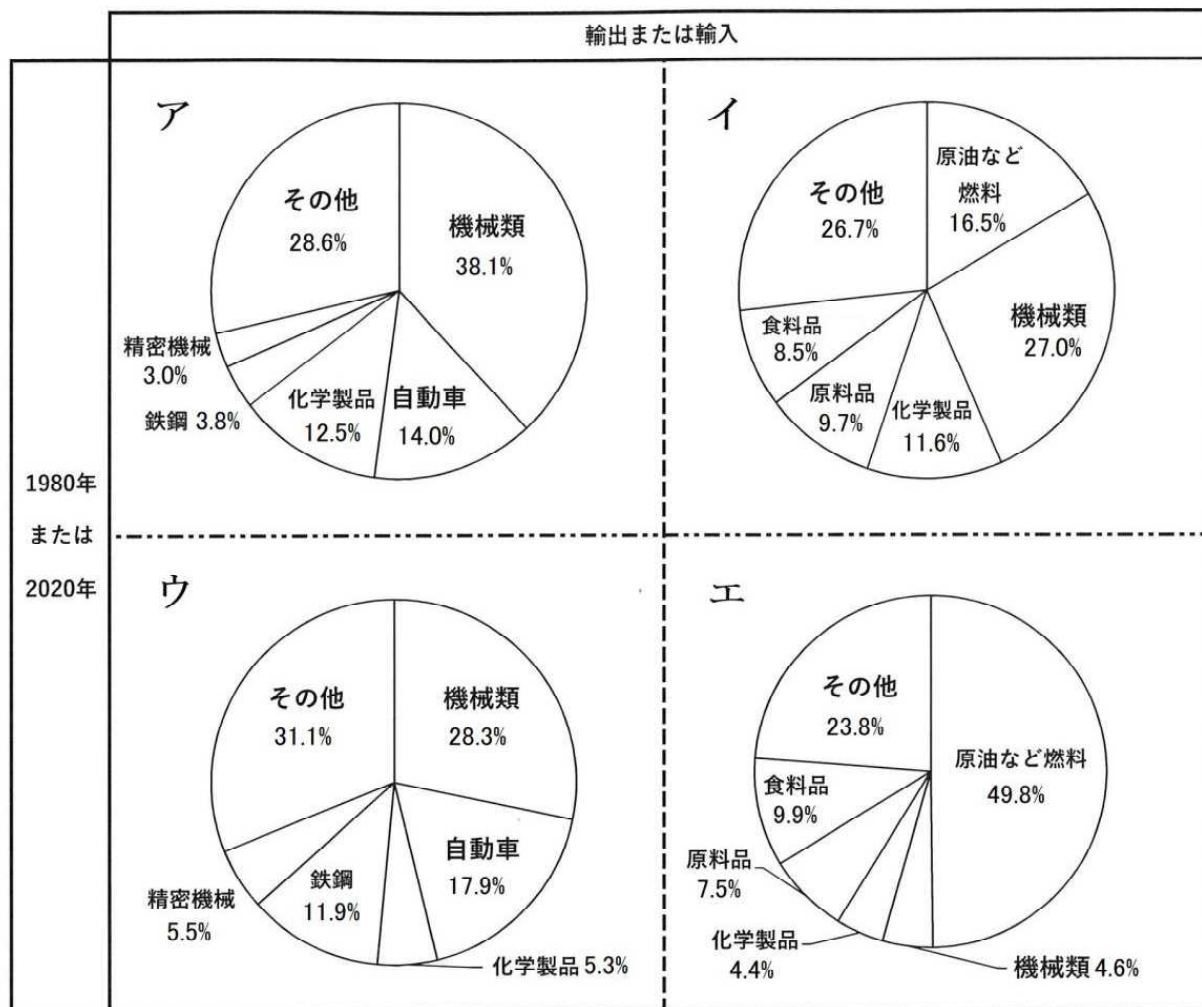 輸出または輸入
1980年
または
2020年
ア
その他
28.6%
機械類
38.1%
精密機械
3.0%
鉄鋼 3.8%
化学製品
12.5%
自動車
14.0%
イ
その他
26.7%
原油など
燃料
16.5%
機械類
27.0%
食料品
8.5%
原料品
9.7%
化学製品
11.6%
ウ
その他
31.1%
機械類
28.3%
自動車
17.9%
精密機械
5.5%
鉄鋼
11.9%
化学製品 5.3%
エ
その他
23.8%
原油など燃料
49.8%
食料品
9.9%
原料品
7.5%
化学製品
4.4%
機械類 4.6%